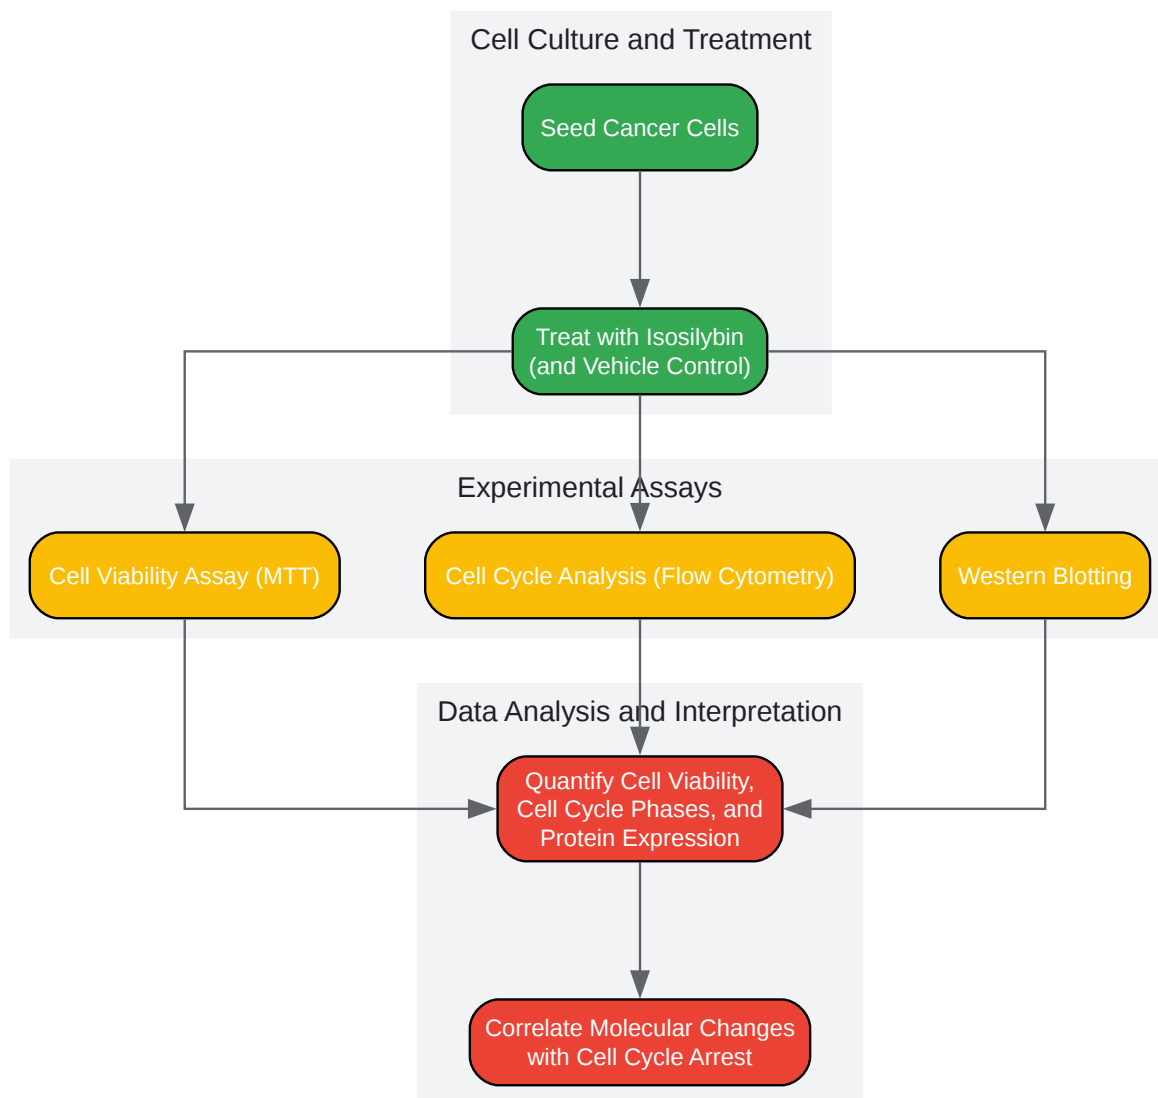 Cell Culture and Treatment
Seed Cancer Cells
Treat with Isosilybin
(and Vehicle Control)
Experimental Assays
Cell Viability Assay (MTT)
Cell Cycle Analysis (Flow Cytometry)
Western Blotting
Data Analysis and Interpretation
Quantify Cell Viability,
Cell Cycle Phases, and
Protein Expression
Correlate Molecular Changes
with Cell Cycle Arrest